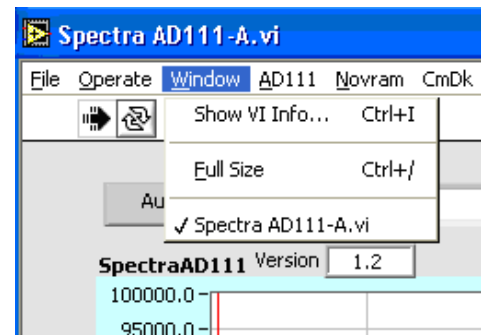 Spectra AD111-A.vi
File Operate Window AD111 Novram CmDk
Show VI Info... Ctrl+I
Full Size Ctrl+/
Au
✓ Spectra AD111-A.vi
SpectraAD111 Version 1.2
100000.0
95000.0